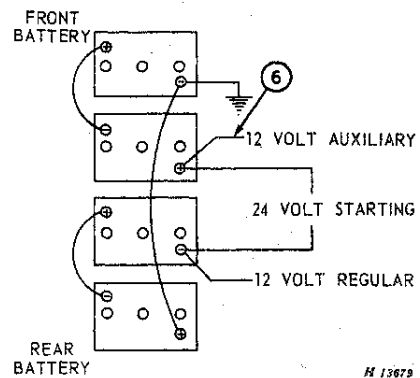 FRONT
BATTERY
6
12 VOLT AUXILIARY
24 VOLT STARTING
12 VOLT REGULAR
REAR
BATTERY
H 13679